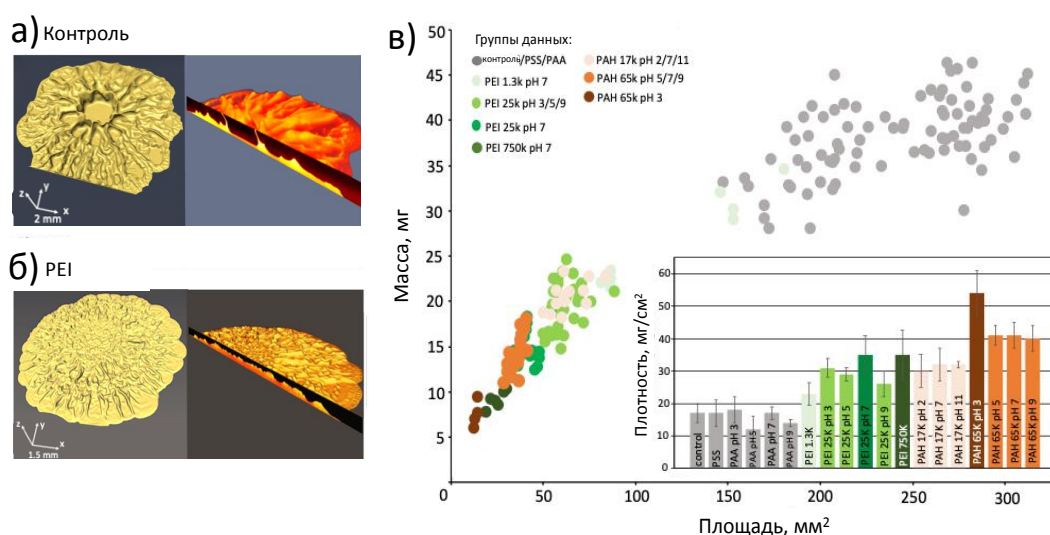 а) Контроль
z
y
x
2 mm
б) PEI
z
y
x
1.5 mm
в)
Группы данных:
контроль/PSS/PAA
PEI 1.3k pH 7
PEI 25k pH 3/5/9
PEI 25k pH 7
PEI 750k pH 7
PAH 17k pH 2/7/11
PAH 65k pH 5/7/9
PAH 65k pH 3
Масса, мг
50
45
40
35
30
25
20
15
10
5
0
50
100
150
200
250
300
Площадь, мм²
Плотность, мг/см²
60
50
40
30
20
10
0
control
PSS
PAA pH 3
PAA pH 5
PAA pH 7
PAA pH 9
PEI 1.3K
PEI 25K pH 3
PEI 25K pH 5
PEI 25K pH 7
PEI 25K pH 9
PEI 750K
PAH 17K pH 2
PAH 17K pH 7
PAH 17K pH 11
PAH 65K pH 3
PAH 65K pH 5
PAH 65K pH 7
PAH 65K pH 9